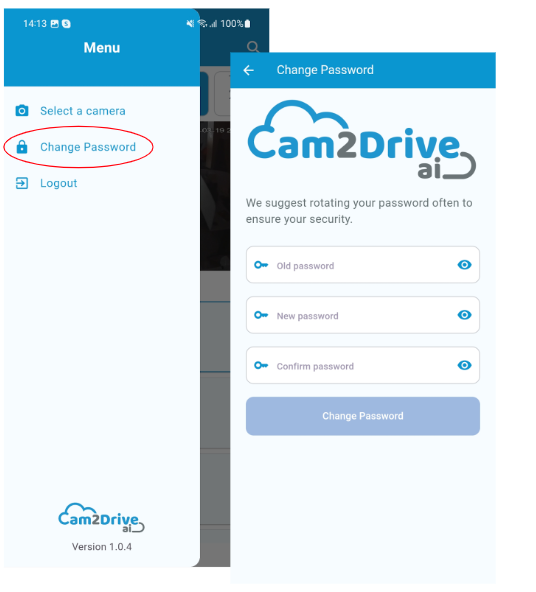 14:13
100%
Menu
Select a camera
Change Password
Logout
Cam2Drive
ai
Version 1.0.4
Change Password
Cam2Drive
ai
We suggest rotating your password often to
ensure your security.
Old password
New password
Confirm password
Change Password